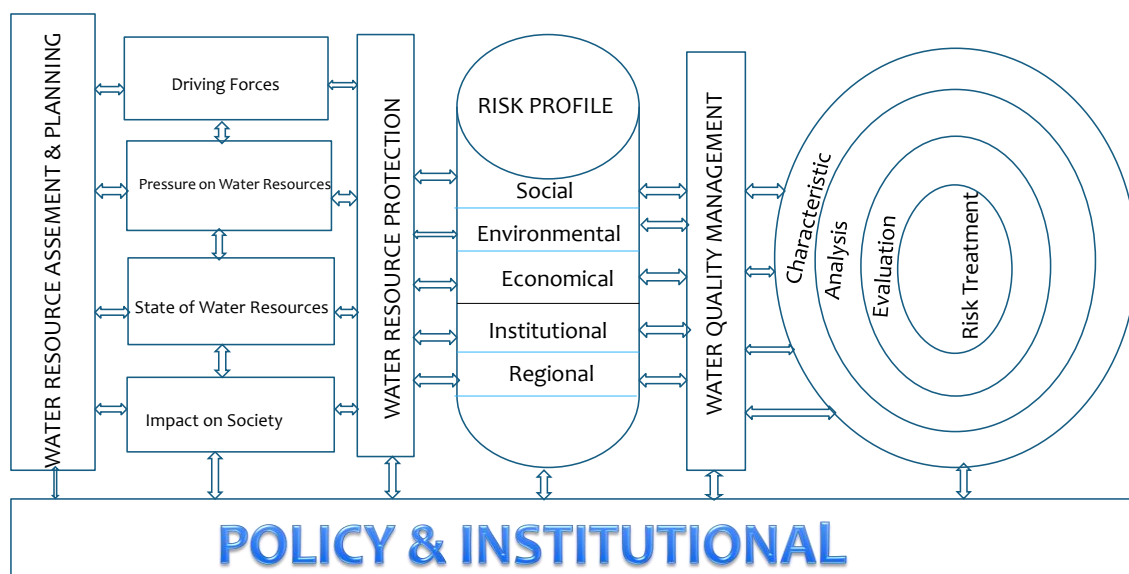 WATER RESOURCE ASSEMENT & PLANNING
Driving Forces
Pressure on Water Resources
State of Water Resources
Impact on Society
WATER RESOURCE PROTECTION
RISK PROFILE
Social
Environmental
Economical
Institutional
Regional
WATER QUALITY MANAGEMENT
Characteristic
Analysis
Evaluation
Risk Treatment
POLICY & INSTITUTIONAL